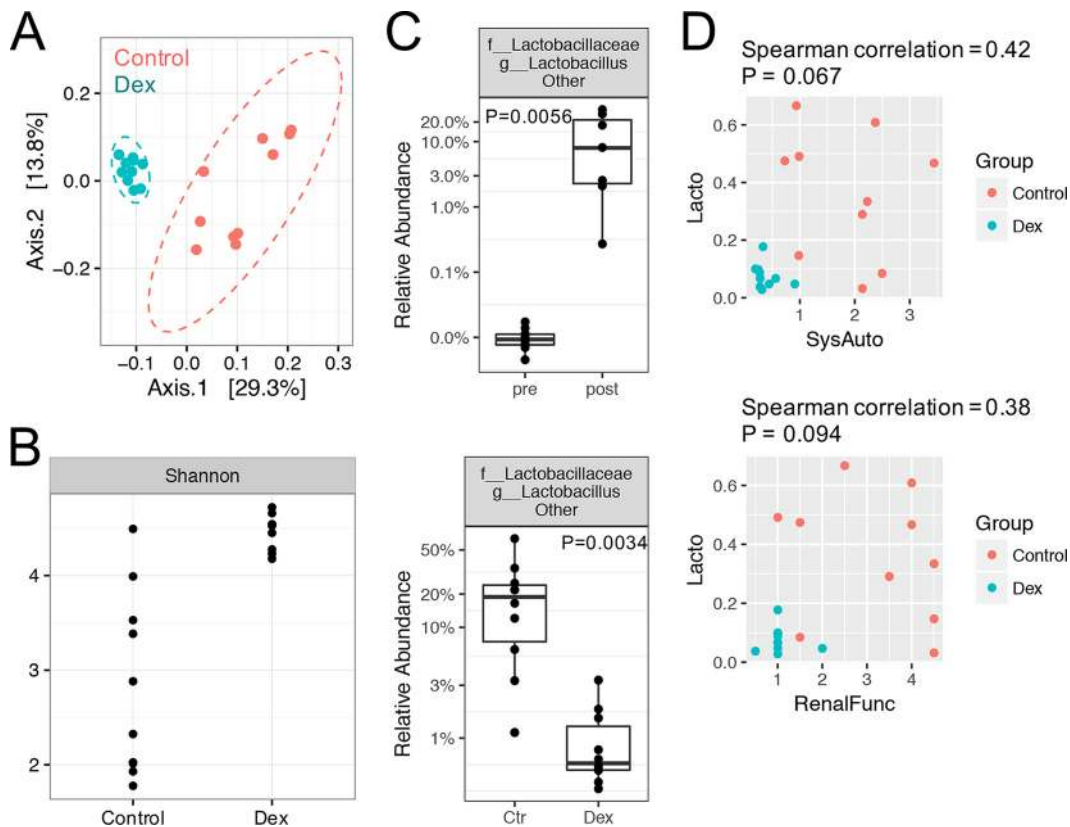 A
Control
Dex
0.2
0.0
−0.2
Axis.2 [13.8%]
−0.1 0.0 0.1 0.2 0.3
Axis.1 [29.3%]
B
Shannon
4
3
2
Control Dex
C
f__Lactobacillaceae
g__Lactobacillus
Other
P=0.0056
20.0%
10.0%
3.0%
1.0%
0.1%
0.0%
Relative Abundance
pre post
f__Lactobacillaceae
g__Lactobacillus
Other
P=0.0034
50%
20%
10%
3%
1%
Relative Abundance
Ctr Dex
D
Spearman correlation = 0.42
P = 0.067
0.6
0.4
0.2
0.0
Lacto
1 2 3
SysAuto
Group
Control
Dex
Spearman correlation = 0.38
P = 0.094
0.6
0.4
0.2
0.0
Lacto
1 2 3 4
RenalFunc
Group
Control
Dex